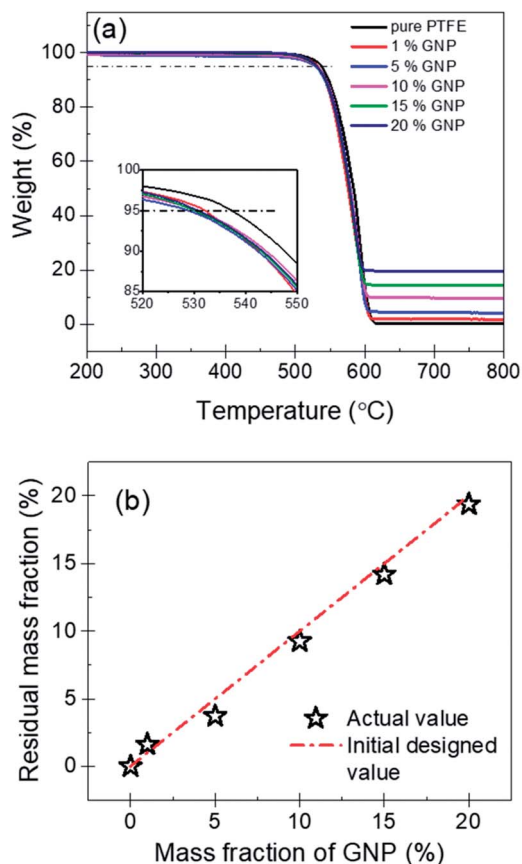 (a)
pure PTFE
1 % GNP
5 % GNP
10 % GNP
15 % GNP
20 % GNP
Weight (%)
100
80
60
40
20
0
100
95
90
85
520 530 540 550
200 300 400 500 600 700 800
Temperature (°C)
(b)
Residual mass fraction (%)
20
15
10
5
0
Actual value
Initial designed
value
0 5 10 15 20
Mass fraction of GNP (%)